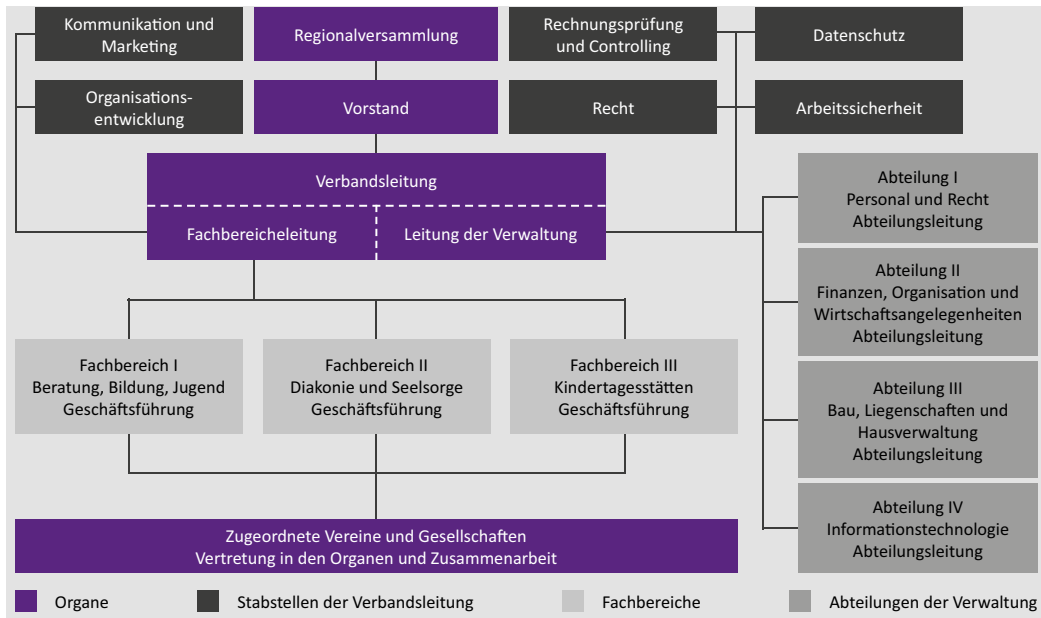 Kommunikation und
Marketing
Regionalversammlung
Rechnungsprüfung
und Controlling
Datenschutz
Organisations-
entwicklung
Vorstand
Recht
Arbeitssicherheit
Verbandsleitung
Fachbereicheleitung
Leitung der Verwaltung
Abteilung I
Personal und Recht
Abteilungsleitung
Abteilung II
Finanzen, Organisation und
Wirtschaftsangelegenheiten
Abteilungsleitung
Fachbereich I
Beratung, Bildung, Jugend
Geschäftsführung
Fachbereich II
Diakonie und Seelsorge
Geschäftsführung
Fachbereich III
Kindertagesstätten
Geschäftsführung
Abteilung III
Bau, Liegenschaften und
Hausverwaltung
Abteilungsleitung
Abteilung IV
Informationstechnologie
Abteilungsleitung
Zugeordnete Vereine und Gesellschaften
Vertretung in den Organen und Zusammenarbeit
Organe
Stabstellen der Verbandsleitung
Fachbereiche
Abteilungen der Verwaltung